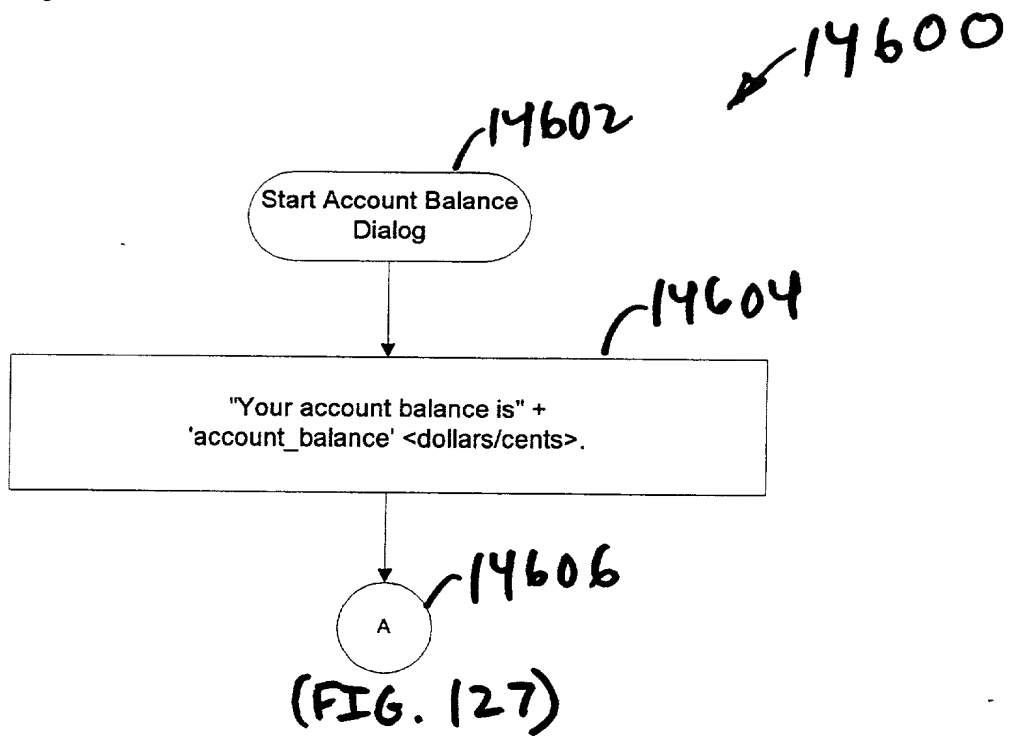 14600
14602
Start Account Balance
Dialog
14604
"Your account balance is" +
'account_balance' <dollars/cents>.
14606
A
(FIG. 127)